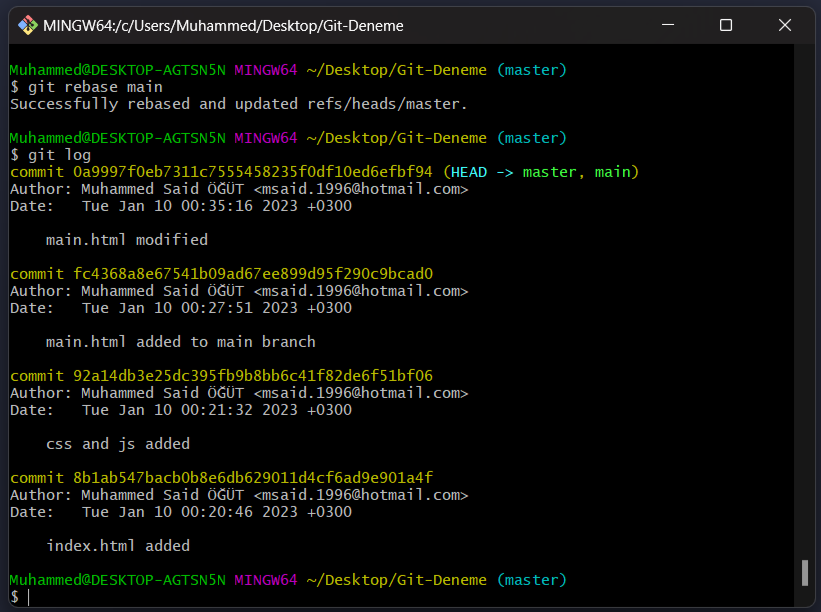 MINGW64:/c/Users/Muhammed/Desktop/Git-Deneme
Muhammed@DESKTOP-AGTSN5N MINGW64 ~/Desktop/Git-Deneme (master)
$ git rebase main
Successfully rebased and updated refs/heads/master.
Muhammed@DESKTOP-AGTSN5N MINGW64 ~/Desktop/Git-Deneme (master)
$ git log
commit 0a9997f0eb7311c7555458235f0df10ed6efbf94 (HEAD -> master, main)
Author: Muhammed Said ÖĞÜT <msaid.1996@hotmail.com>
Date:   Tue Jan 10 00:35:16 2023 +0300
    main.html modified
commit fc4368a8e67541b09ad67ee899d95f290c9bcad0
Author: Muhammed Said ÖĞÜT <msaid.1996@hotmail.com>
Date:   Tue Jan 10 00:27:51 2023 +0300
    main.html added to main branch
commit 92a14db3e25dc395fb9b8bb6c41f82de6f51bf06
Author: Muhammed Said ÖĞÜT <msaid.1996@hotmail.com>
Date:   Tue Jan 10 00:21:32 2023 +0300
    css and js added
commit 8b1ab547bacb0b8e6db629011d4cf6ad9e901a4f
Author: Muhammed Said ÖĞÜT <msaid.1996@hotmail.com>
Date:   Tue Jan 10 00:20:46 2023 +0300
    index.html added
Muhammed@DESKTOP-AGTSN5N MINGW64 ~/Desktop/Git-Deneme (master)
$